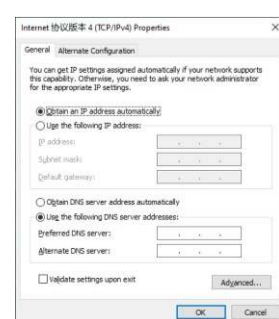 Internet 协议版本 4 (TCP/IPv4) Properties
General
Alternate Configuration
You can get IP settings assigned automatically if your network supports
this capability. Otherwise, you need to ask your network administrator
for the appropriate IP settings.
Obtain an IP address automatically
Use the following IP address:
IP address:
Subnet mask:
Default gateway:
Obtain DNS server address automatically
Use the following DNS server addresses:
Preferred DNS server:
Alternate DNS server:
Validate settings upon exit
Advanced...
OK
Cancel